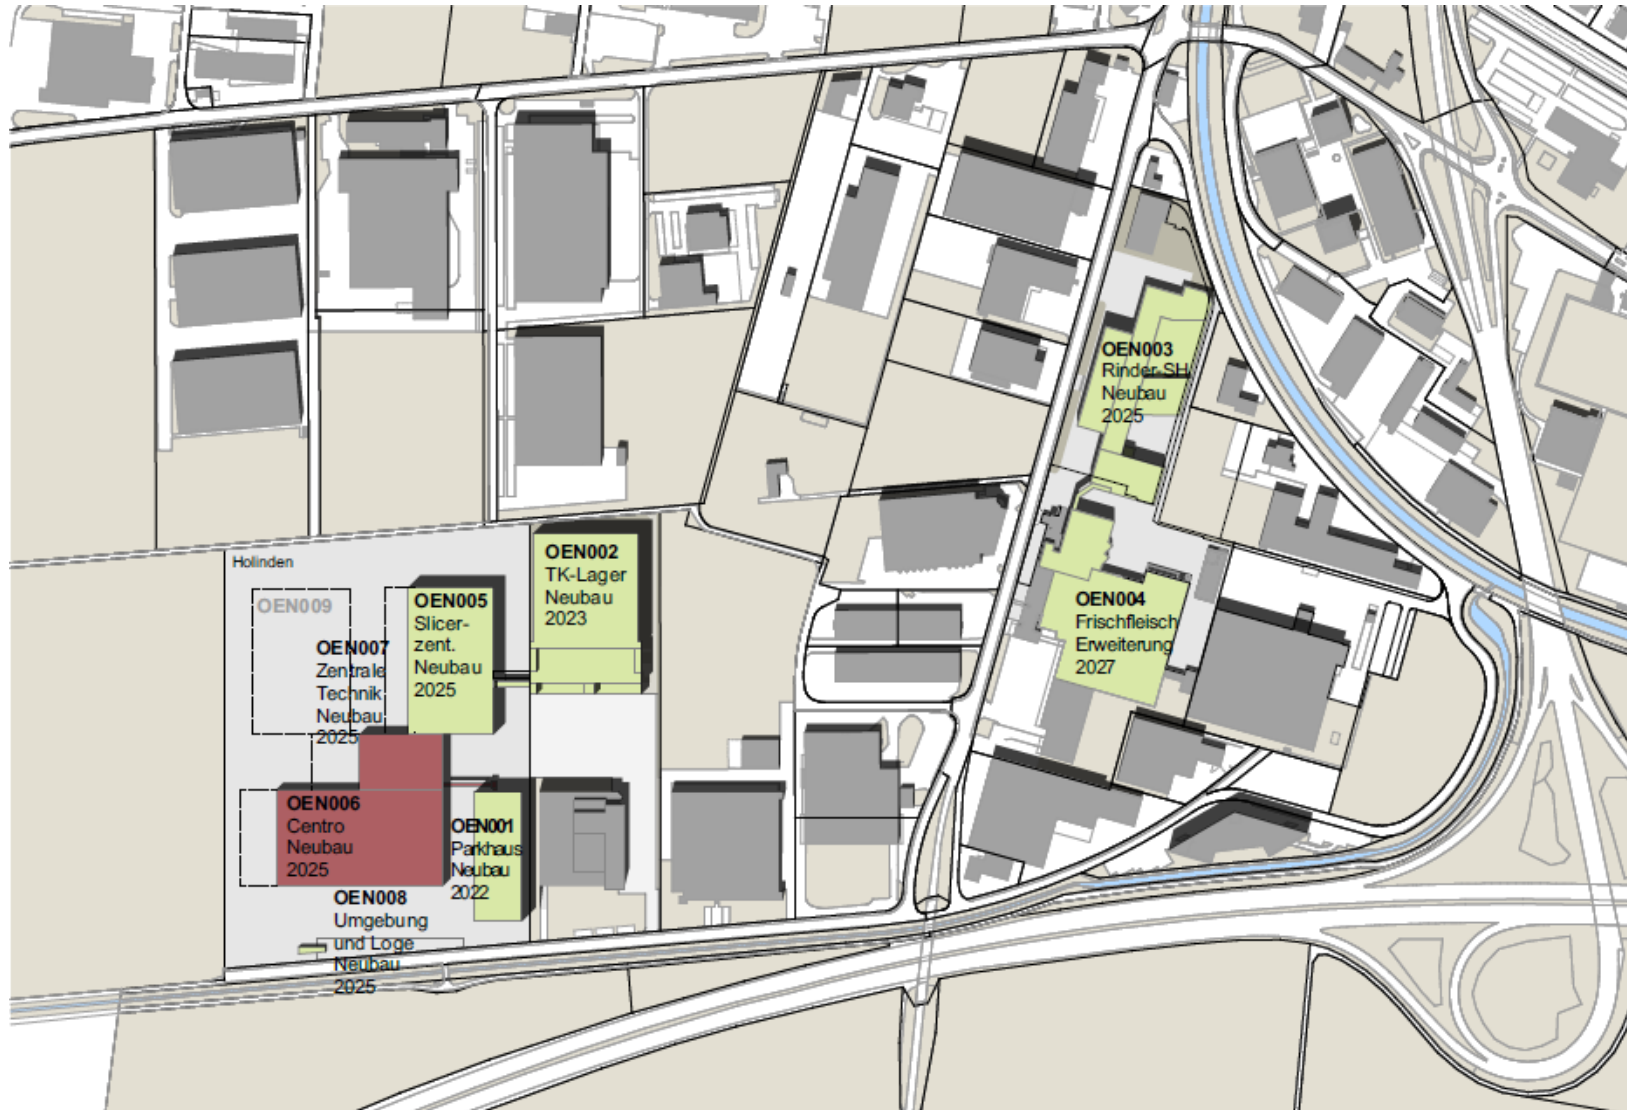 OEN003
Rinder SH
Neubau
2025
Holinden
OEN002
TK-Lager
Neubau
2023
OEN009
OEN005
Slicer-
zent.
Neubau
2025
OEN004
Frischfleisch
Erweiterung
2027
OEN007
Zentrale
Technik
Neubau
2025
OEN006
Centro
Neubau
2025
OEN001
Parkhaus
Neubau
2022
OEN008
Umgebung
und Loge
Neubau
2025